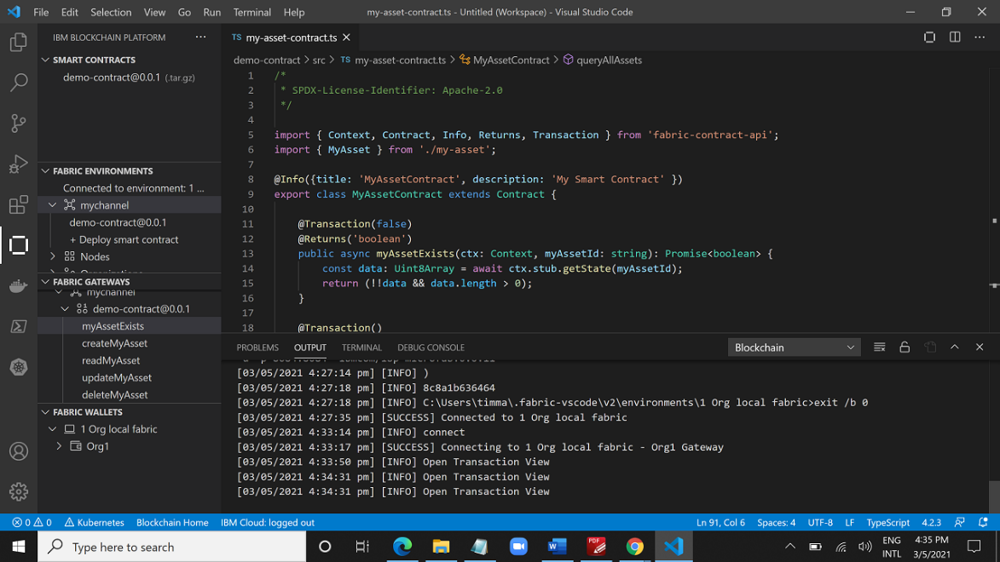 File Edit Selection View Go Run Terminal Help my-asset-contract.ts - Untitled (Workspace) - Visual Studio Code
IBM BLOCKCHAIN PLATFORM
SMART CONTRACTS
demo-contract@0.0.1 (.tar.gz)
FABRIC ENVIRONMENTS
Connected to environment: 1 ...
mychannel
demo-contract@0.0.1
+ Deploy smart contract
Nodes
FABRIC GATEWAYS
mychannel
demo-contract@0.0.1
myAssetExists
createMyAsset
readMyAsset
updateMyAsset
deleteMyAsset
FABRIC WALLETS
1 Org local fabric
Org1
TS my-asset-contract.ts
demo-contract > src > TS my-asset-contract.ts > MyAssetContract > queryAllAssets
1 /*
2 * SPDX-License-Identifier: Apache-2.0
3 */
4
5 import { Context, Contract, Info, Returns, Transaction } from 'fabric-contract-api';
6 import { MyAsset } from './my-asset';
7
8 @Info({title: 'MyAssetContract', description: 'My Smart Contract' })
9 export class MyAssetContract extends Contract {
10
11 @Transaction(false)
12 @Returns('boolean')
13 public async myAssetExists(ctx: Context, myAssetId: string): Promise<boolean> {
14 const data: Uint8Array = await ctx.stub.getState(myAssetId);
15 return (!!data && data.length > 0);
16 }
17
18 @Transaction()
PROBLEMS OUTPUT TERMINAL DEBUG CONSOLE Blockchain
[03/05/2021 4:27:14 pm] [INFO] )
[03/05/2021 4:27:18 pm] [INFO] 8c8a1b636464
[03/05/2021 4:27:18 pm] [INFO] C:\Users\timma\.fabric-vscode\v2\environments\1 Org local fabric>exit /b 0
[03/05/2021 4:27:35 pm] [SUCCESS] Connected to 1 Org local fabric
[03/05/2021 4:33:14 pm] [INFO] connect
[03/05/2021 4:33:17 pm] [SUCCESS] Connecting to 1 Org local fabric - Org1 Gateway
[03/05/2021 4:33:50 pm] [INFO] Open Transaction View
[03/05/2021 4:34:31 pm] [INFO] Open Transaction View
[03/05/2021 4:34:31 pm] [INFO] Open Transaction View
0 0 Kubernetes Blockchain Home IBM Cloud: logged out Ln 91, Col 6 Spaces: 4 UTF-8 LF TypeScript 4.2.3
Type here to search
ENG
INTL
4:35 PM
3/5/2021